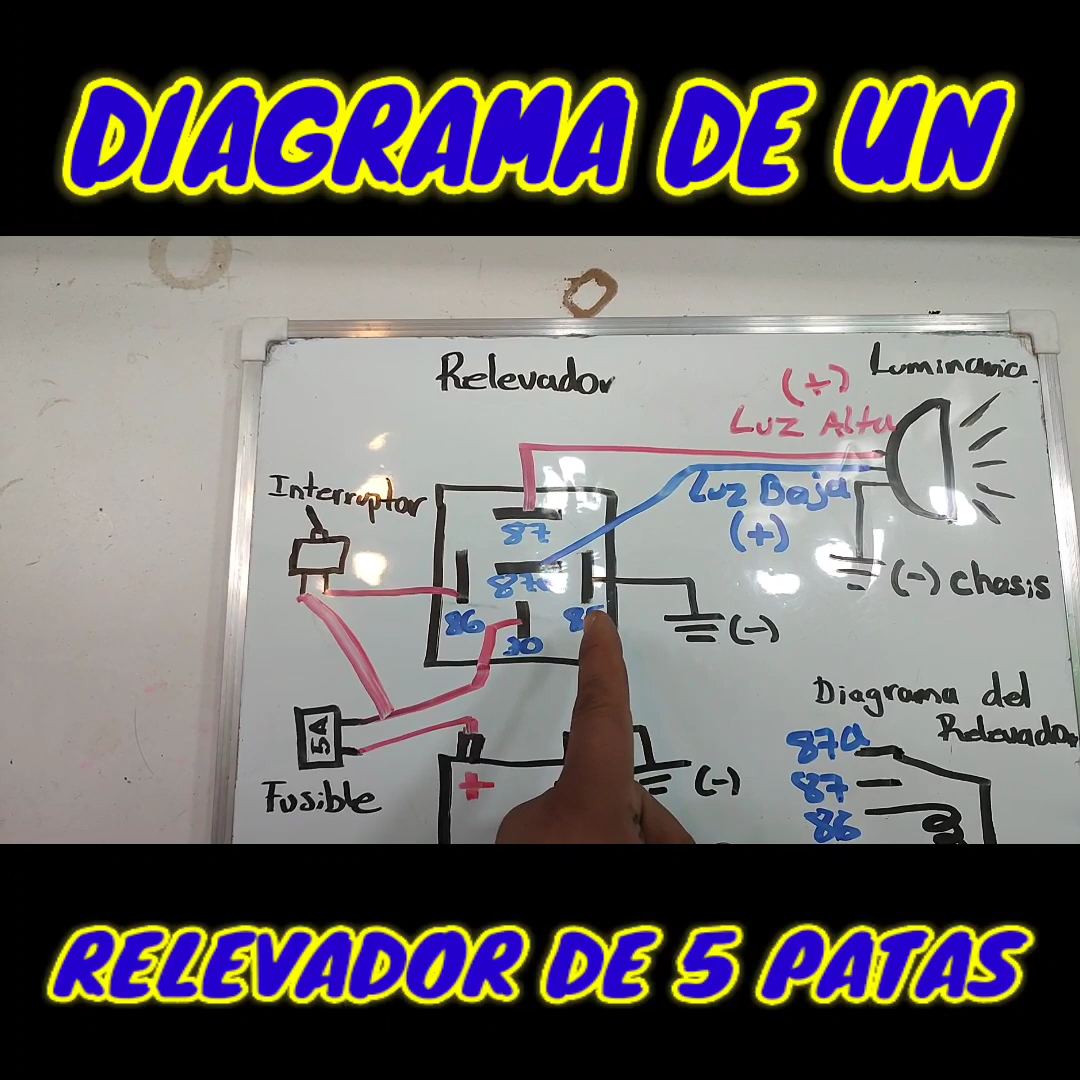 DIAGRAMA DE UN
Relevador
Luminaria.
(+)
Luz Alta
Interruptor
Luz Baja
(+)
87
87a
86
30
(-) chasis
(-)
Diagrama del
Relevador
5A
Fusible
+
(-)
87a
87
86
RELEVADOR DE 5 PATAS